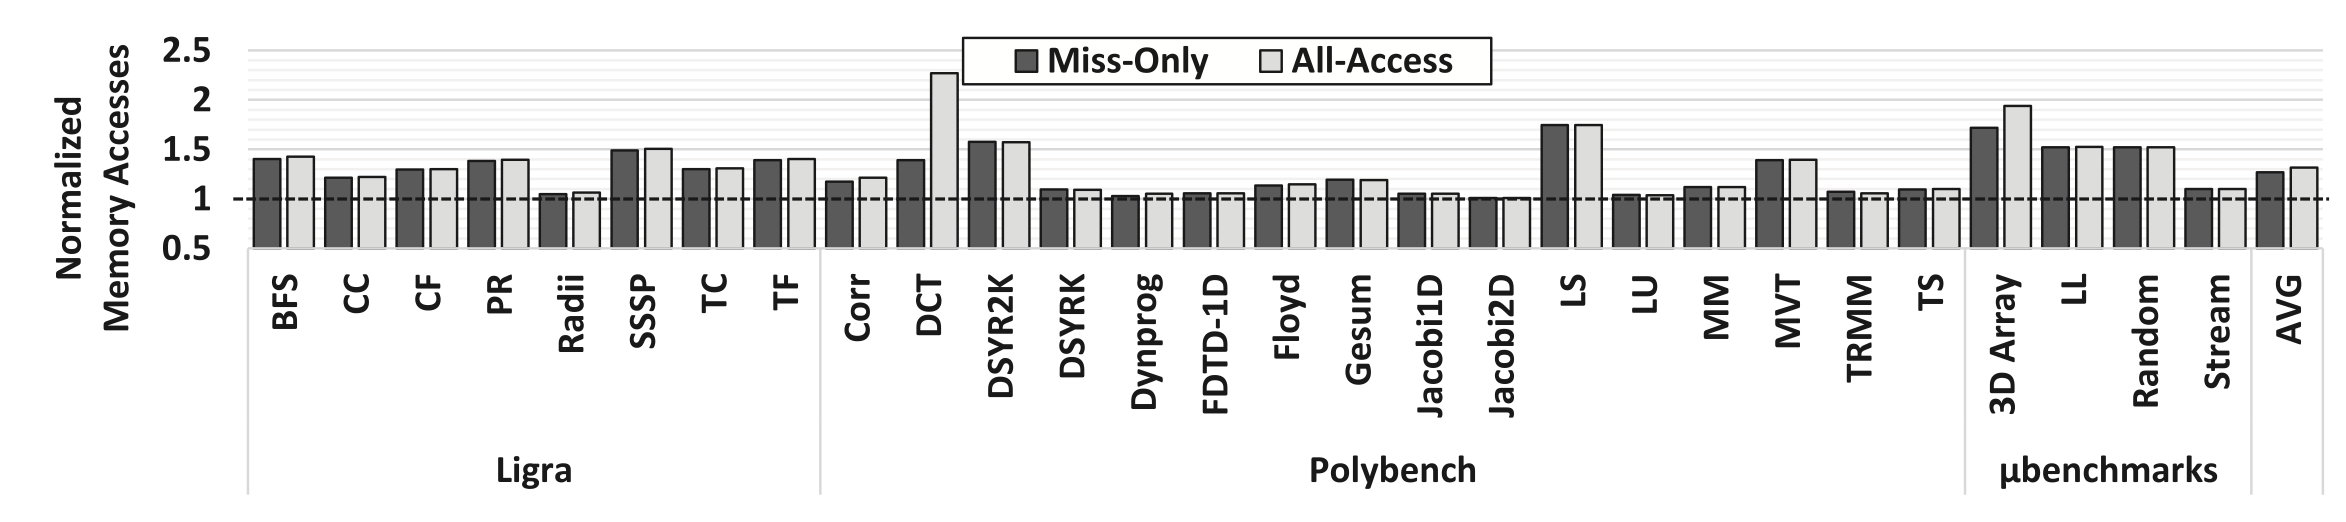 Normalized
Memory Accesses
2.5
2
1.5
1
0.5
Miss-Only
All-Access
BFS
CC
CF
PR
Radii
SSSP
TC
TF
Corr
DCT
DSYR2K
DSYRK
Dynprog
FDTD-1D
Floyd
Gesum
Jacobi1D
Jacobi2D
LS
LU
MM
MVT
TRMM
TS
3D Array
LL
Random
Stream
AVG
Ligra
Polybench
μbenchmarks